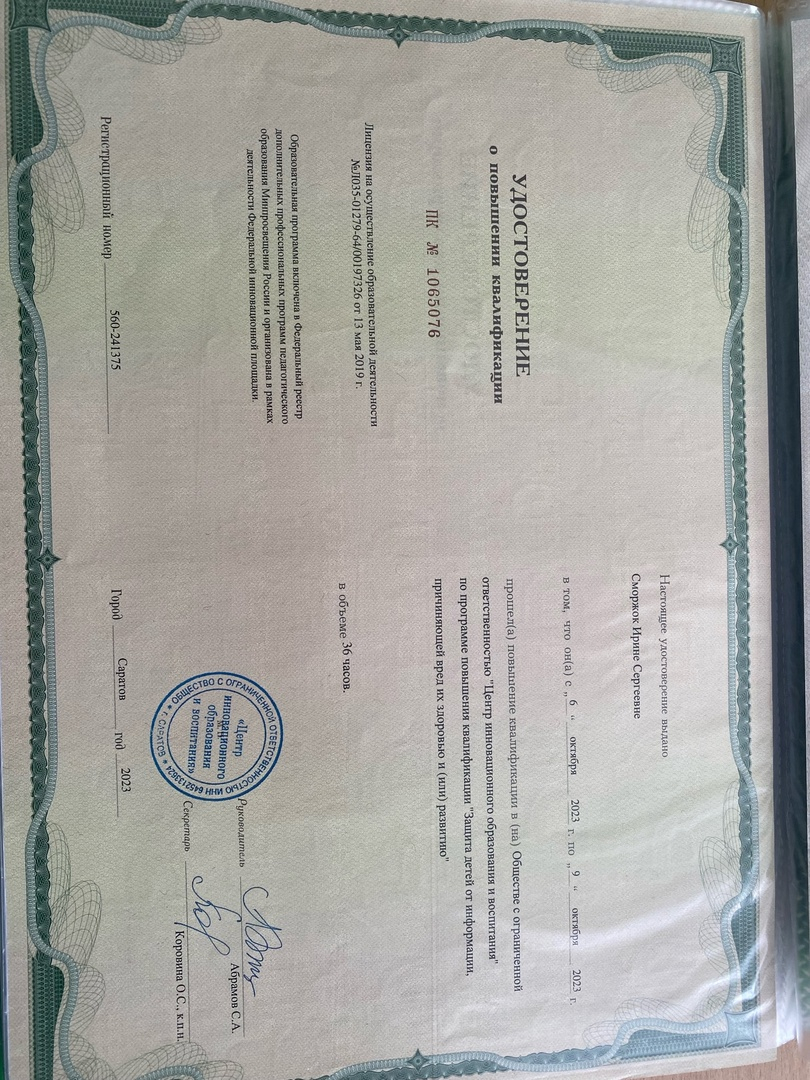 УДОСТОВЕРЕНИЕ
о повышении квалификации
ПК № 1065076
Лицензия на осуществление образовательной деятельности
№Л035-01279-64/00197326 от 13 мая 2019 г.
Образовательная программа включена в Федеральный реестр
дополнительных профессиональных программ педагогического
образования Минпросвещения России и организована в рамках
деятельности Федеральной инновационной площадки.
Регистрационный номер 560-241375
Настоящее удостоверение выдано
Сморжок Ирине Сергеевне
в том, что он(а) с „ 6 “ октября 2023 г. по „ 9 “ октября 2023 г.
прошел(а) повышение квалификации в (на) Обществе с ограниченной
ответственностью "Центр инновационного образования и воспитания"
по программе повышения квалификации "Защита детей от информации,
причиняющей вред их здоровью и (или) развитию"
в объеме 36 часов.
ОБЩЕСТВО С ОГРАНИЧЕННОЙ ОТВЕТСТВЕННОСТЬЮ ИНН 6452133624
г. САРАТОВ
«Центр
инновационного
образования
и воспитания»
Руководитель Абрамов С.А.
Секретарь Коровина О.С., к.п.н.
Город Саратов год 2023